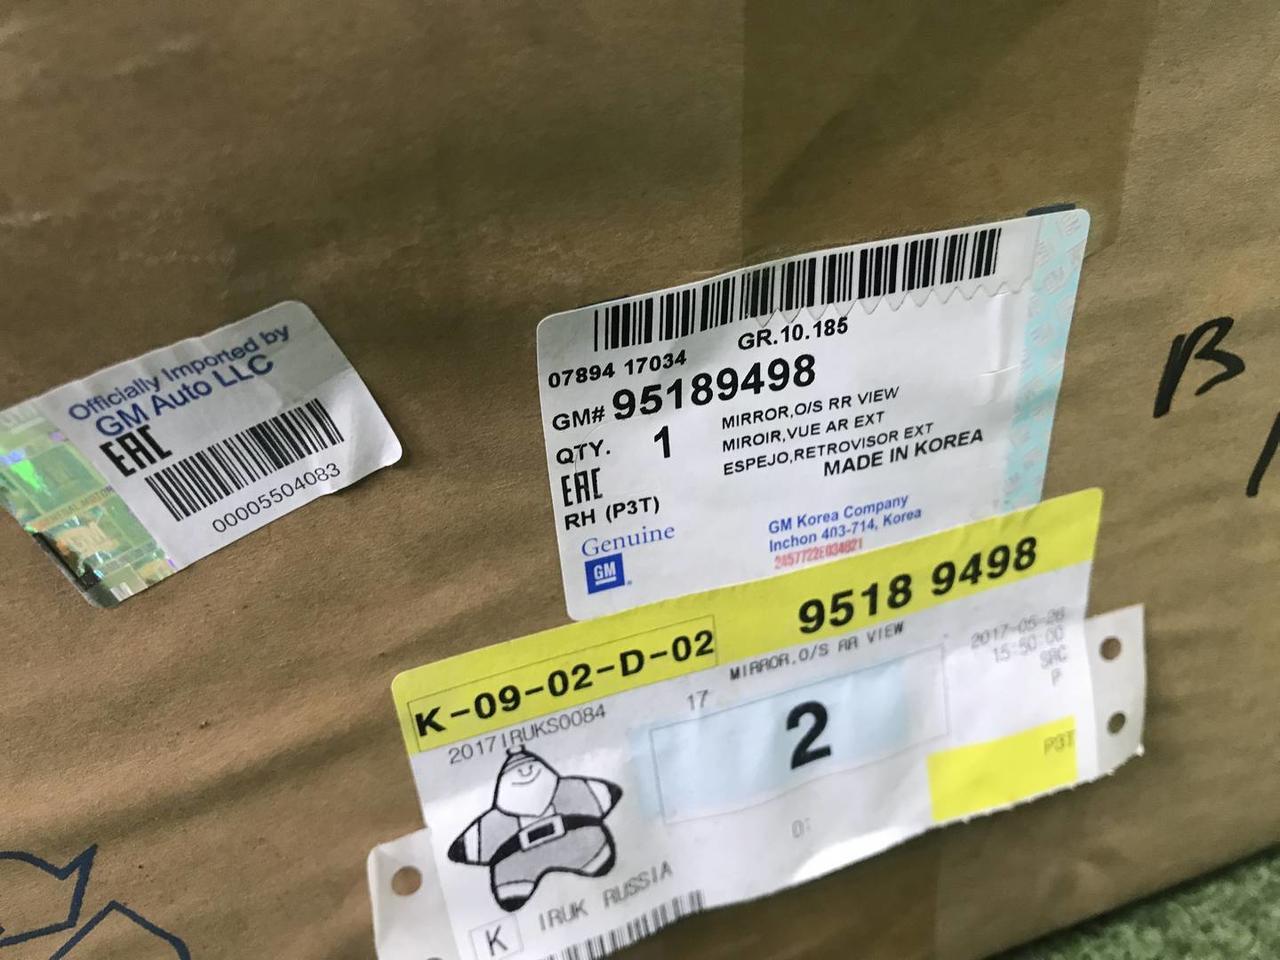 Officially Imported by
GM Auto LLC
EAC
00005504083
07894 17034
GR.10.185
GM# 95189498
QTY. 1
MIRROR,O/S RR VIEW
MIROIR,VUE AR EXT
ESPEJO,RETROVISOR EXT
MADE IN KOREA
EAC
RH (P3T)
Genuine
GM
GM Korea Company
Inchon 403-714, Korea
K-09-02-D-02
9518 9498
2017IRUKS0084
17
MIRROR,O/S RR VIEW
2017-05-26
15:50:00
SRC
P
2
P3T
IRUK RUSSIA
K
B